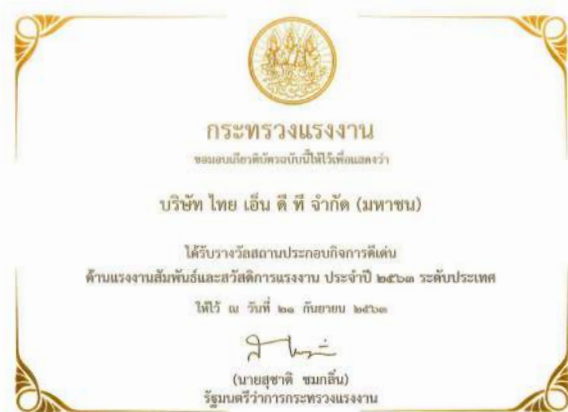 กระทรวงแรงงาน
ขอมอบเกียรติบัตรฉบับนี้ให้ไว้เพื่อแสดงว่า
บริษัท ไทย เอ็น ดี ที จำกัด (มหาชน)
ได้รับรางวัลสถานประกอบกิจการดีเด่น
ด้านแรงงานสัมพันธ์และสวัสดิการแรงงาน ประจำปี ๒๕๖๓ ระดับประเทศ
ให้ไว้ ณ วันที่ ๒๑ กันยายน ๒๕๖๓
(นายสุชาติ ชมกลิ่น)
รัฐมนตรีว่าการกระทรวงแรงงาน